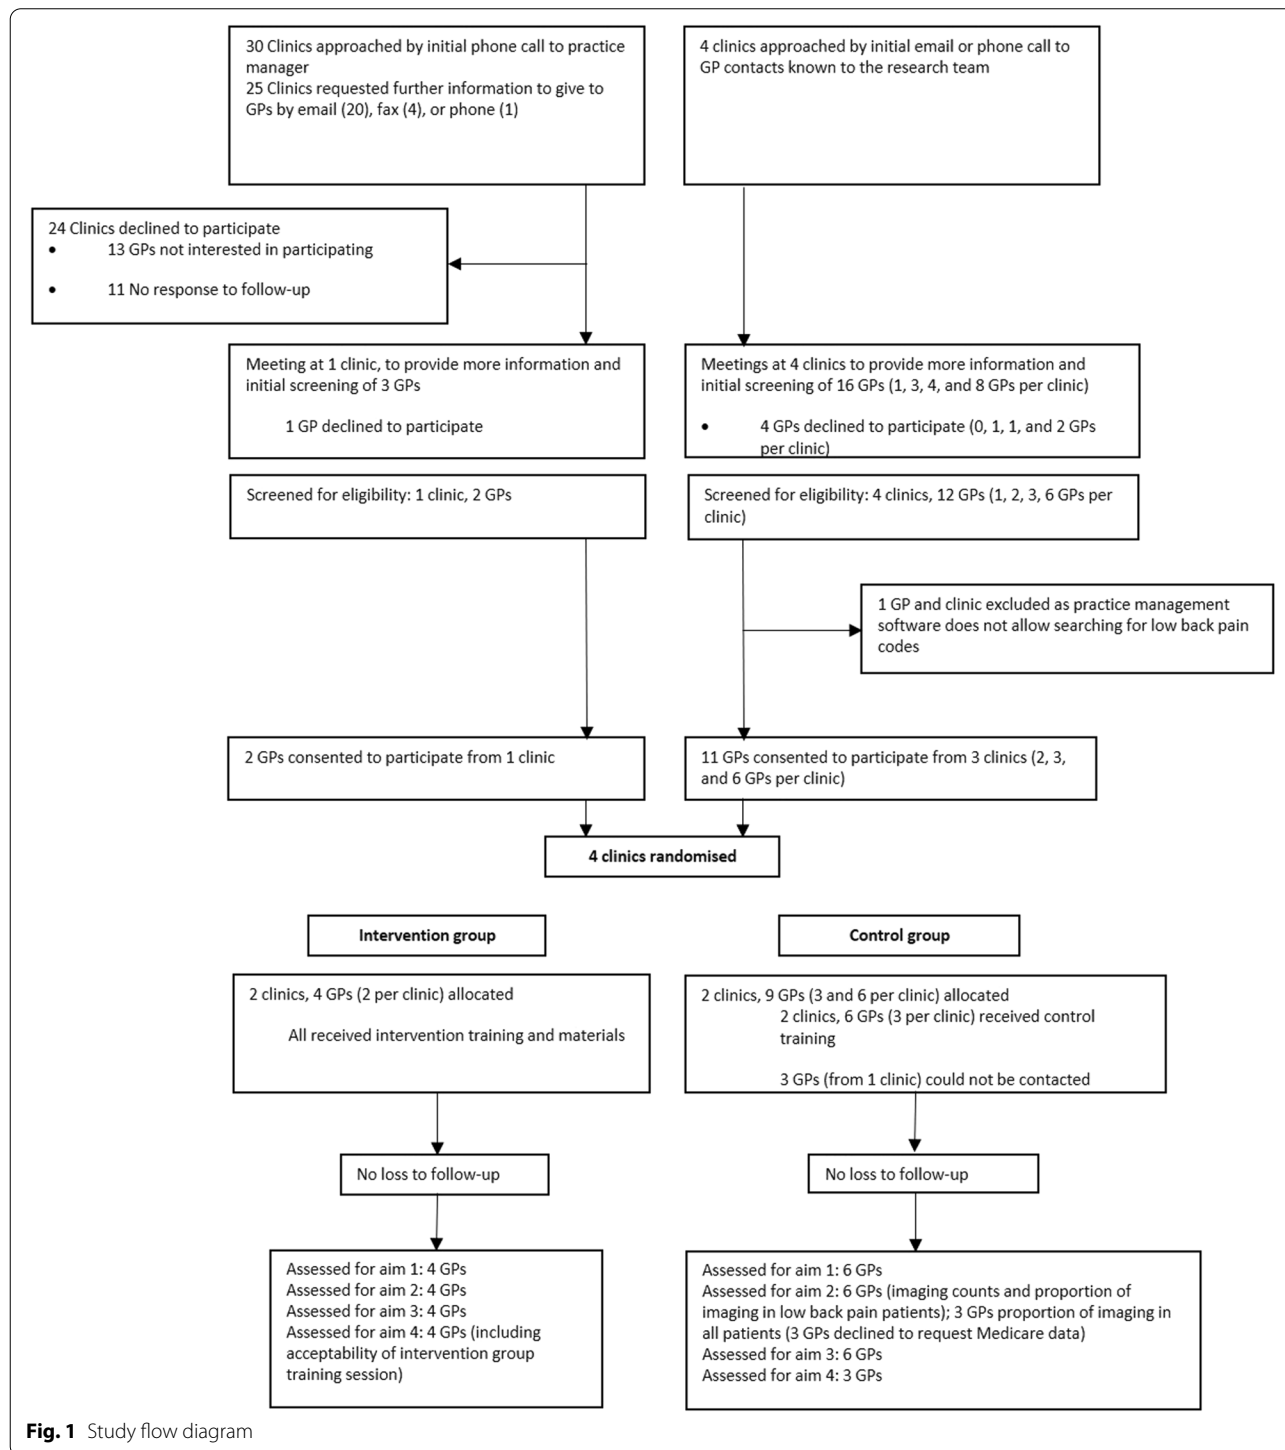 30 Clinics approached by initial phone call to practice
manager
25 Clinics requested further information to give to
GPs by email (20), fax (4), or phone (1)
4 clinics approached by initial email or phone call to
GP contacts known to the research team
24 Clinics declined to participate
• 13 GPs not interested in participating
• 11 No response to follow-up
Meeting at 1 clinic, to provide more information and
initial screening of 3 GPs
1 GP declined to participate
Meetings at 4 clinics to provide more information and
initial screening of 16 GPs (1, 3, 4, and 8 GPs per clinic)
• 4 GPs declined to participate (0, 1, 1, and 2 GPs
per clinic)
Screened for eligibility: 1 clinic, 2 GPs
Screened for eligibility: 4 clinics, 12 GPs (1, 2, 3, 6 GPs per
clinic)
1 GP and clinic excluded as practice management
software does not allow searching for low back pain
codes
2 GPs consented to participate from 1 clinic
11 GPs consented to participate from 3 clinics (2, 3,
and 6 GPs per clinic)
4 clinics randomised
Intervention group
Control group
2 clinics, 4 GPs (2 per clinic) allocated
All received intervention training and materials
2 clinics, 9 GPs (3 and 6 per clinic) allocated
2 clinics, 6 GPs (3 per clinic) received control
training
3 GPs (from 1 clinic) could not be contacted
No loss to follow-up
No loss to follow-up
Assessed for aim 1: 4 GPs
Assessed for aim 2: 4 GPs
Assessed for aim 3: 4 GPs
Assessed for aim 4: 4 GPs (including
acceptability of intervention group
training session)
Assessed for aim 1: 6 GPs
Assessed for aim 2: 6 GPs (imaging counts and proportion of
imaging in low back pain patients); 3 GPs proportion of imaging in
all patients (3 GPs declined to request Medicare data)
Assessed for aim 3: 6 GPs
Assessed for aim 4: 3 GPs
Fig. 1 Study flow diagram